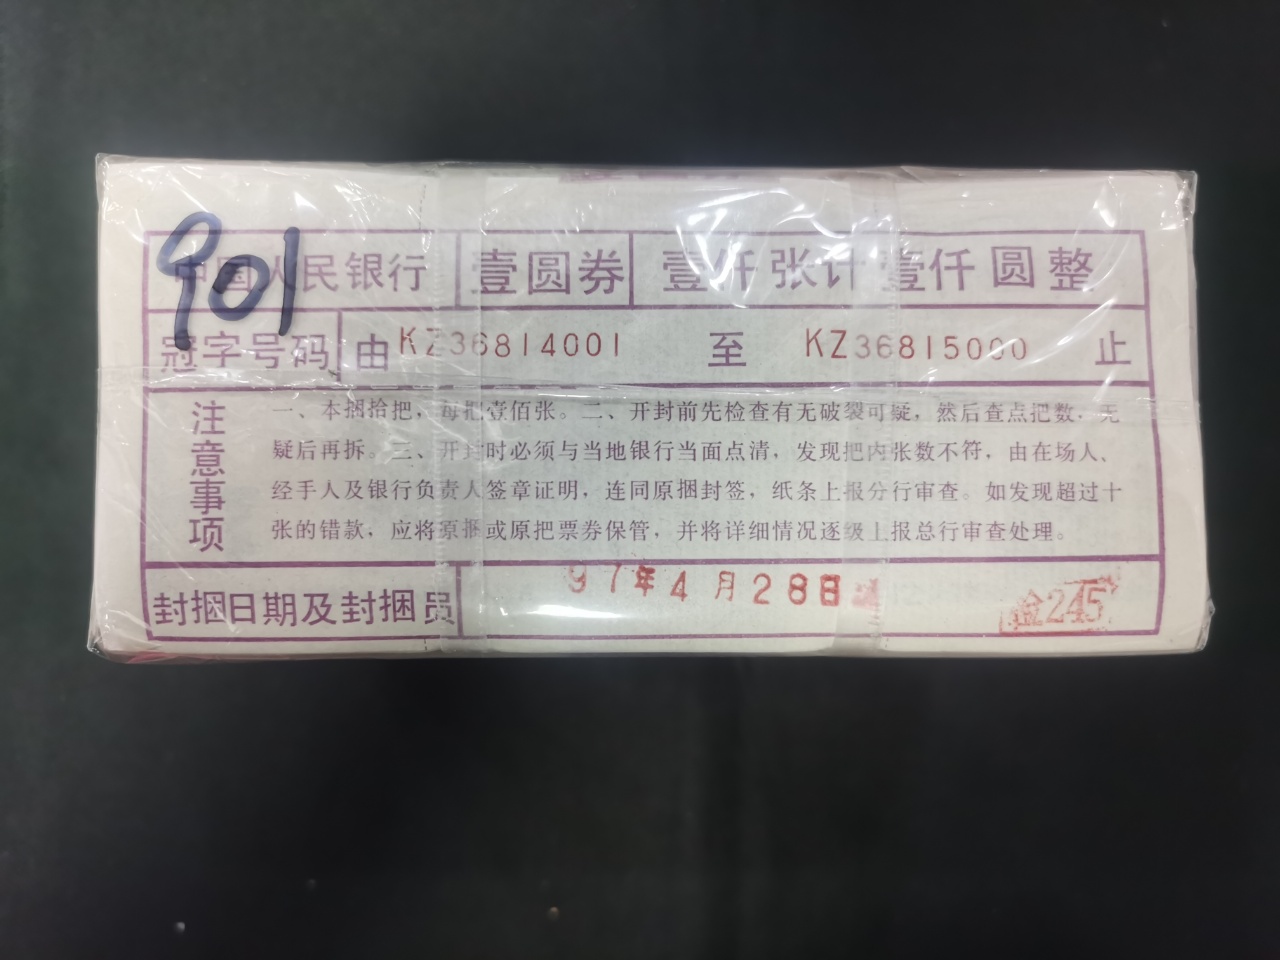 901
中国人民银行 壹圆券 壹仟张计壹仟圆整
冠字号码 由 KZ36814001 至 KZ36815000 止
注意事项
一、本捆拾把，每把壹佰张。二、开封前先检查有无破裂可疑，然后查点把数，无
疑后再拆。三、开封时必须与当地银行当面点清，发现把内张数不符，由在场人、
经手人及银行负责人签章证明，连同原捆封签，纸条上报分行审查。如发现超过十
张的错款，应将原捆或原把票券保管，并将详细情况逐级上报总行审查处理。
封捆日期及封捆员 97年4月28日 金245